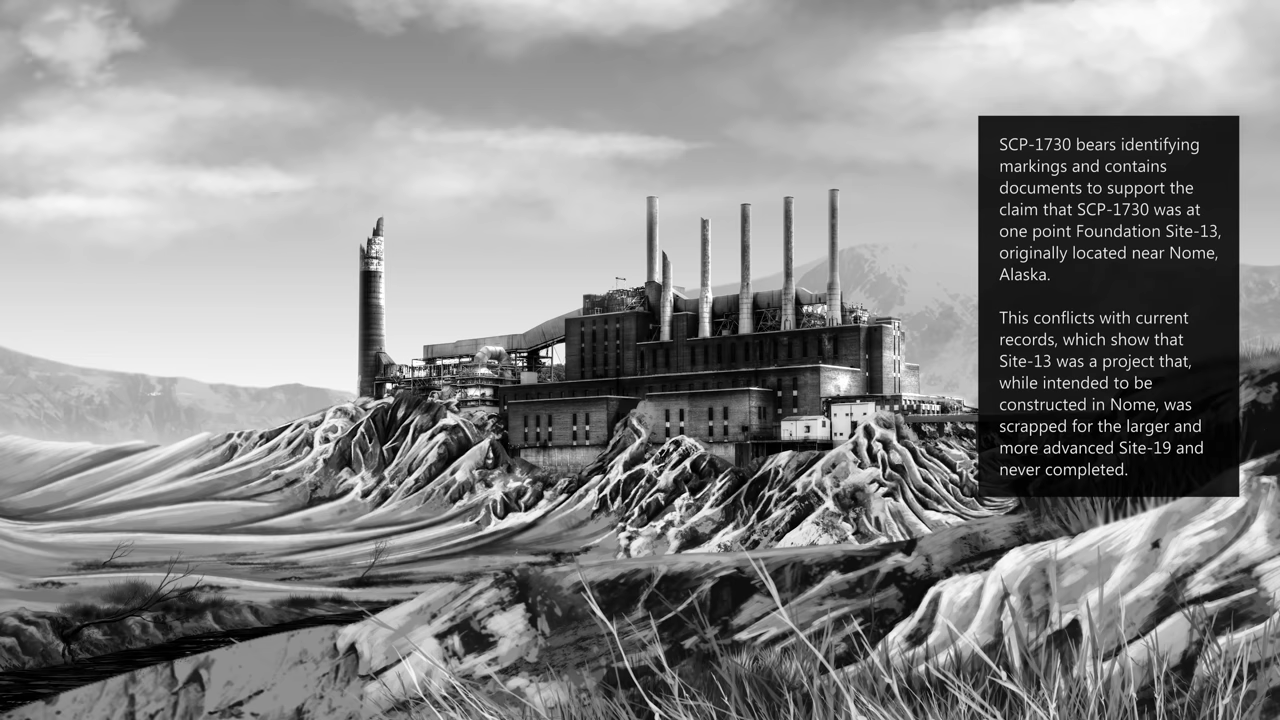 SCP-1730 bears identifying
markings and contains
documents to support the
claim that SCP-1730 was at
one point Foundation Site-13,
originally located near Nome,
Alaska.
This conflicts with current
records, which show that
Site-13 was a project that,
while intended to be
constructed in Nome, was
scrapped for the larger and
more advanced Site-19 and
never completed.